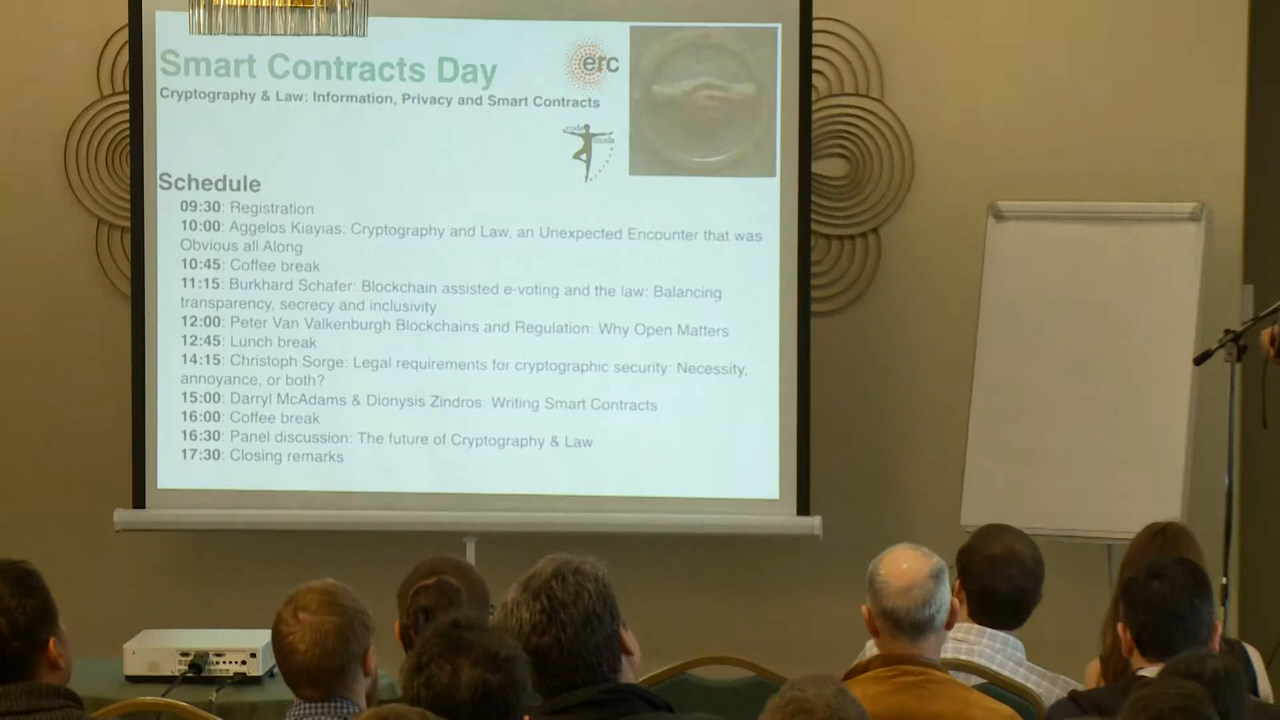 Smart Contracts Day
erc
Cryptography & Law: Information, Privacy and Smart Contracts
Schedule
09:30: Registration
10:00: Aggelos Kiayias: Cryptography and Law, an Unexpected Encounter that was
Obvious all Along
10:45: Coffee break
11:15: Burkhard Schafer: Blockchain assisted e-voting and the law: Balancing
transparency, secrecy and inclusivity
12:00: Peter Van Valkenburgh Blockchains and Regulation: Why Open Matters
12:45: Lunch break
14:15: Christoph Sorge: Legal requirements for cryptographic security: Necessity,
annoyance, or both?
15:00: Darryl McAdams & Dionysis Zindros: Writing Smart Contracts
16:00: Coffee break
16:30: Panel discussion: The future of Cryptography & Law
17:30: Closing remarks